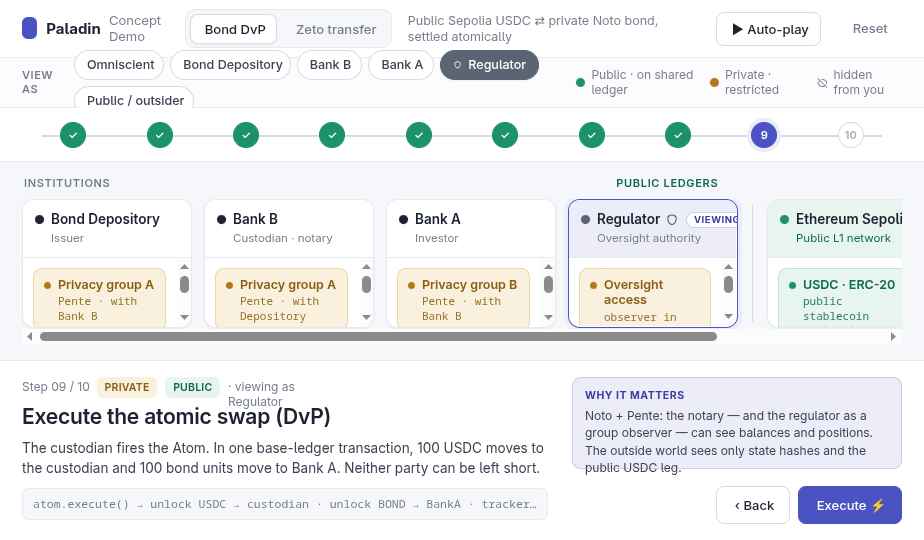 Paladin
Concept Demo
Bond DvP
Zeto transfer
Public Sepolia USDC ⇄ private Noto bond, settled atomically
▶ Auto-play
Reset
VIEW AS
Omniscient
Bond Depository
Bank B
Bank A
Regulator
Public / outsider
Public · on shared ledger
Private · restricted
hidden from you
9
10
INSTITUTIONS
PUBLIC LEDGERS
Bond Depository
Issuer
Privacy group A
Pente · with
Bank B
Bank B
Custodian · notary
Privacy group A
Pente · with
Depository
Bank A
Investor
Privacy group B
Pente · with
Bank B
Regulator
VIEWING
Oversight authority
Oversight
access
observer in
Ethereum Sepoli
Public L1 network
USDC · ERC-20
public
stablecoin
Step 09 / 10
PRIVATE
PUBLIC
· viewing as Regulator
Execute the atomic swap (DvP)
The custodian fires the Atom. In one base-ledger transaction, 100 USDC moves to
the custodian and 100 bond units move to Bank A. Neither party can be left short.
atom.execute() → unlock USDC → custodian · unlock BOND → BankA · tracker…
WHY IT MATTERS
Noto + Pente: the notary — and the regulator as a
group observer — can see balances and positions.
The outside world sees only state hashes and the
public USDC leg.
‹ Back
Execute ⚡